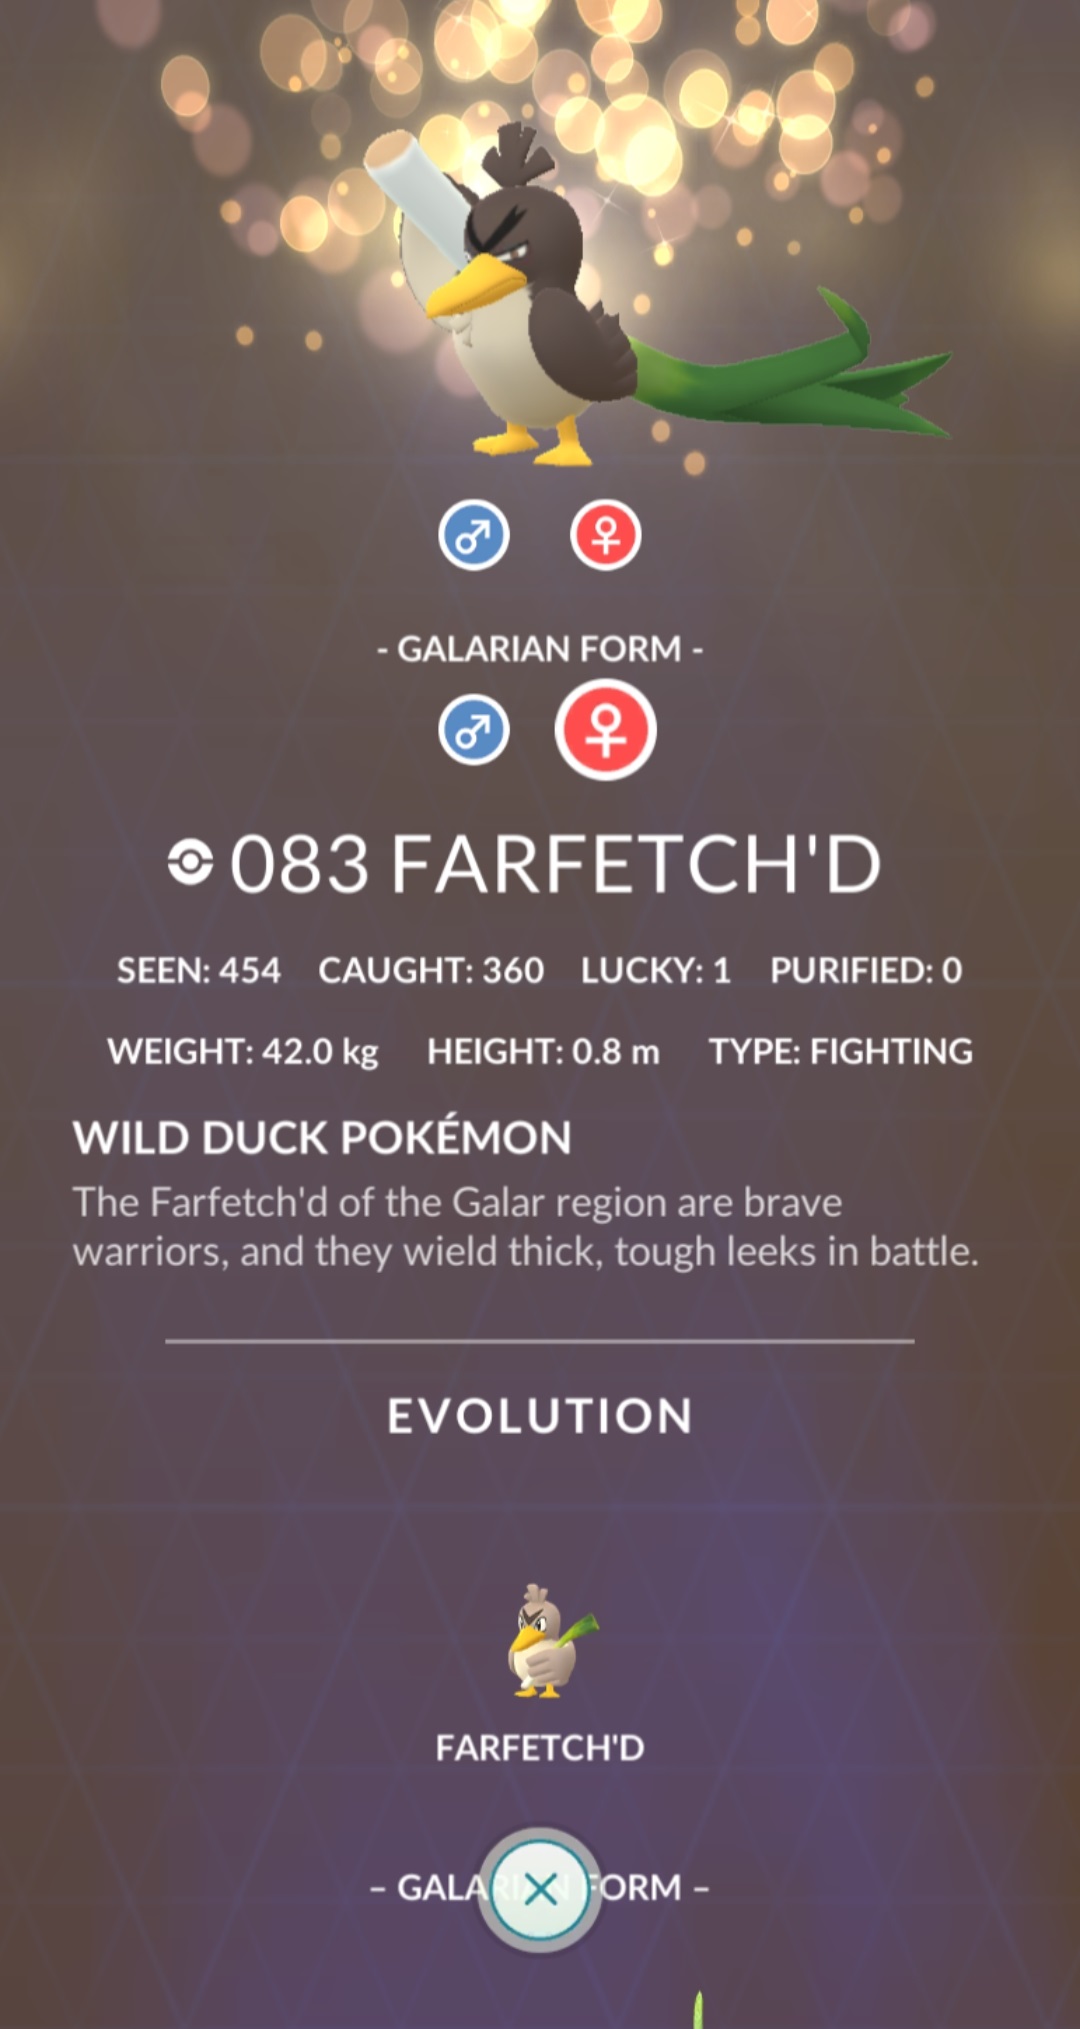 - GALARIAN FORM -
083 FARFETCH'D
SEEN: 454 CAUGHT: 360 LUCKY: 1 PURIFIED: 0
WEIGHT: 42.0 kg HEIGHT: 0.8 m TYPE: FIGHTING
WILD DUCK POKÉMON
The Farfetch'd of the Galar region are brave
warriors, and they wield thick, tough leeks in battle.
EVOLUTION
FARFETCH'D
– GALARIAN FORM –